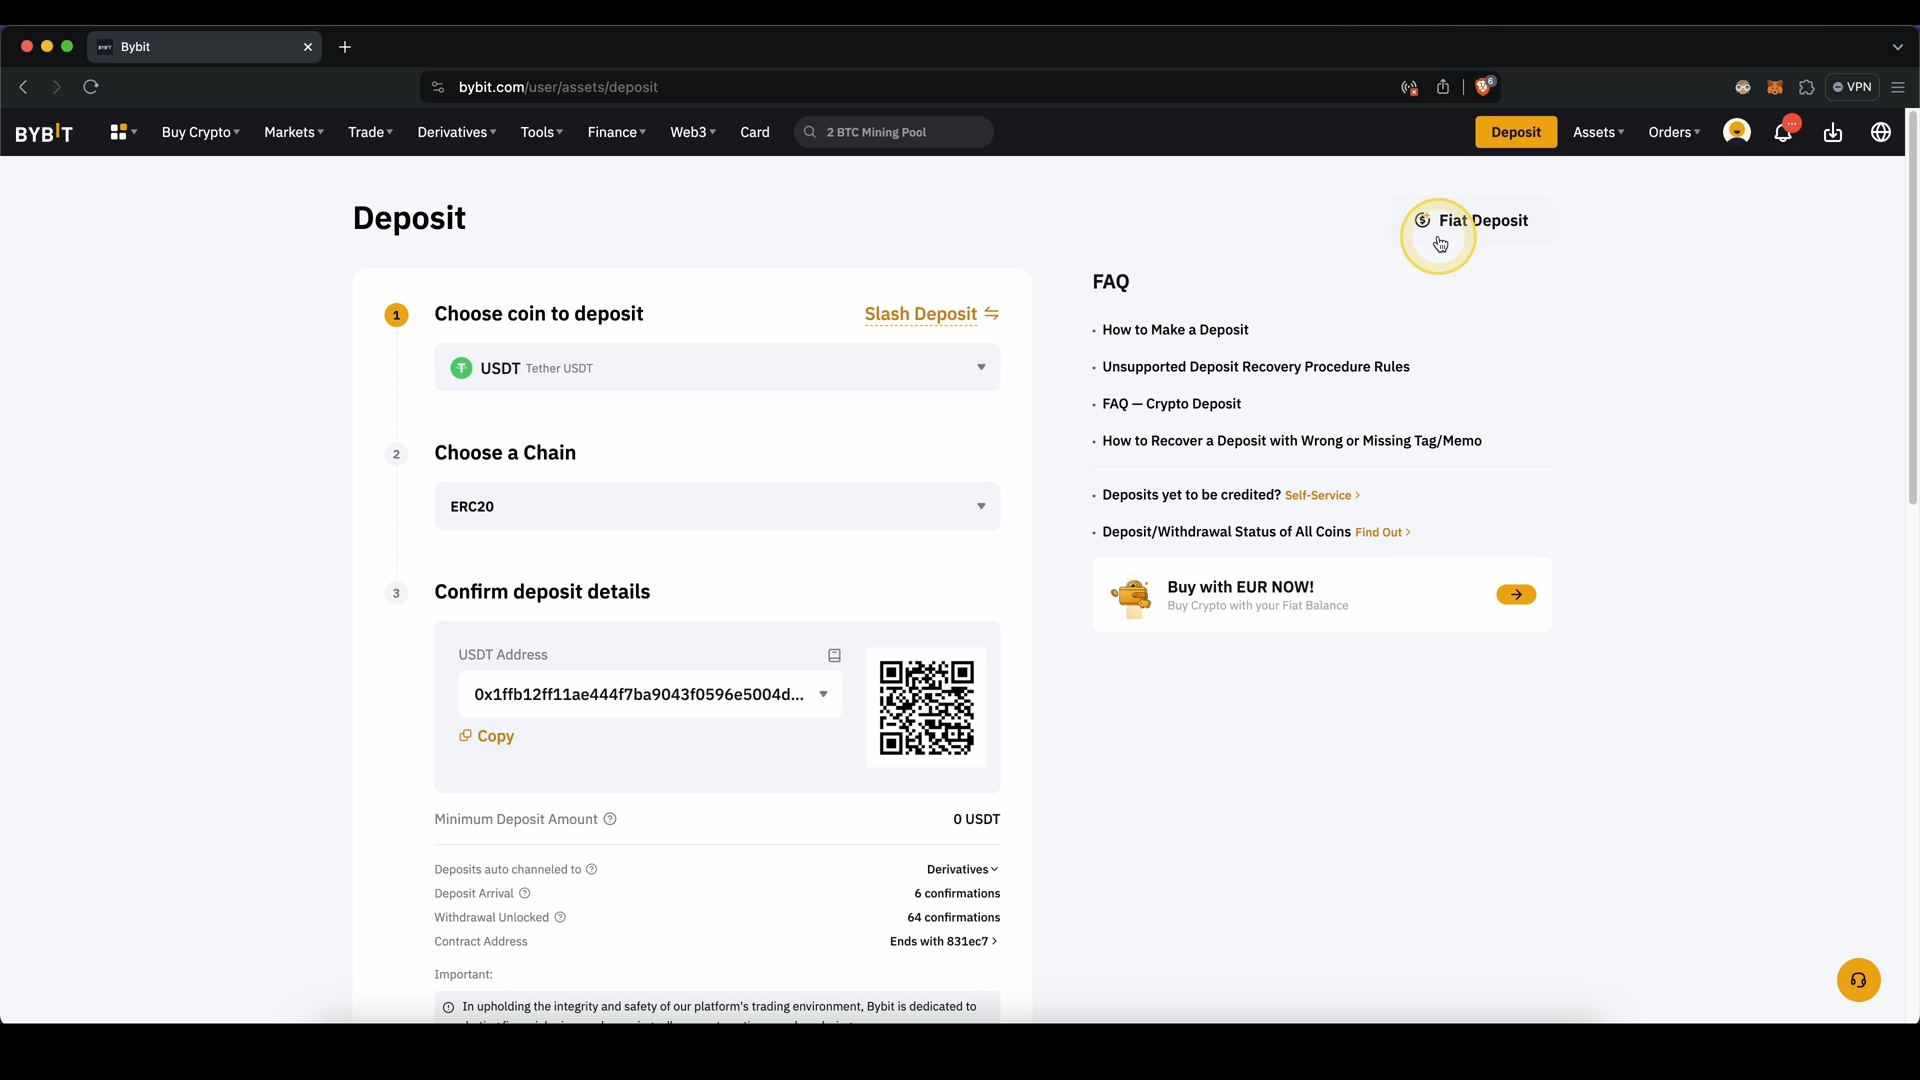 Bybit
bybit.com/user/assets/deposit
6
VPN
BYBIT
Buy Crypto
Markets
Trade
Derivatives
Tools
Finance
Web3
Card
2 BTC Mining Pool
Deposit
Assets
Orders
Deposit
Fiat Deposit
1
Choose coin to deposit
Slash Deposit
USDT Tether USDT
2
Choose a Chain
ERC20
3
Confirm deposit details
USDT Address
0x1ffb12ff11ae444f7ba9043f0596e5004d...
Copy
Minimum Deposit Amount
0 USDT
Deposits auto channeled to
Derivatives
Deposit Arrival
6 confirmations
Withdrawal Unlocked
64 confirmations
Contract Address
Ends with 831ec7 >
Important:
In upholding the integrity and safety of our platform's trading environment, Bybit is dedicated to
FAQ
How to Make a Deposit
Unsupported Deposit Recovery Procedure Rules
FAQ — Crypto Deposit
How to Recover a Deposit with Wrong or Missing Tag/Memo
Deposits yet to be credited? Self-Service >
Deposit/Withdrawal Status of All Coins Find Out >
Buy with EUR NOW!
Buy Crypto with your Fiat Balance